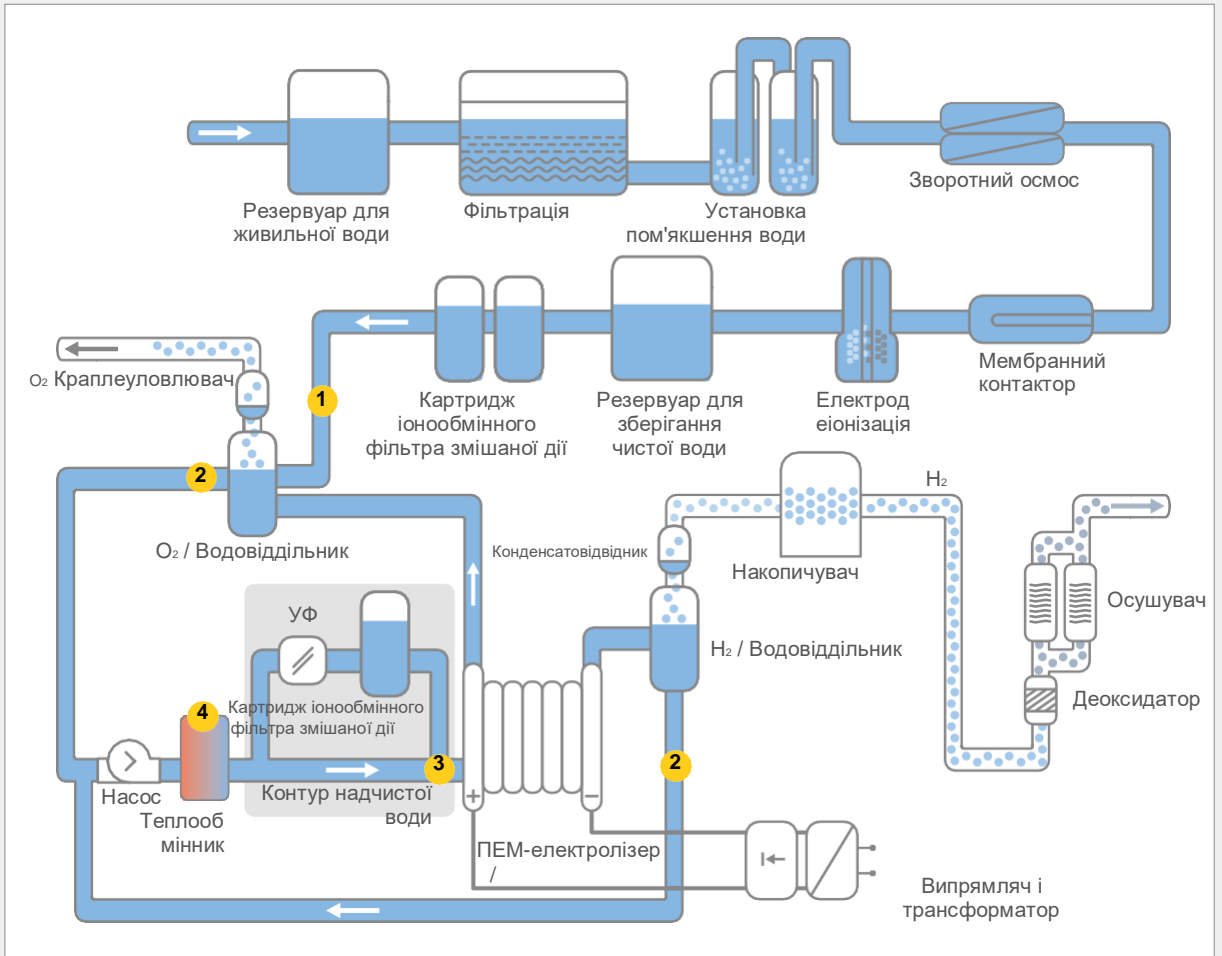 Резервуар для
живильної води
Фільтрація
Установка
пом'якшення води
Зворотний осмос
Мембранний
контактор
Електрод
еіонізація
Резервуар для
зберігання
чистої води
Картридж
іонообмінного
фільтра змішаної дії
O₂ Краплеуловлювач
1
2
O₂ / Водовіддільник
Конденсатовідвідник
Накопичувач
H₂
Осушувач
H₂ / Водовіддільник
Деоксидатор
УФ
Картридж іонообмінного
фільтра змішаної дії
4
3
2
Насос
Теплооб
мінник
Контур надчистої
води
+
−
ПЕМ-електролізер
/
Випрямляч і
трансформатор